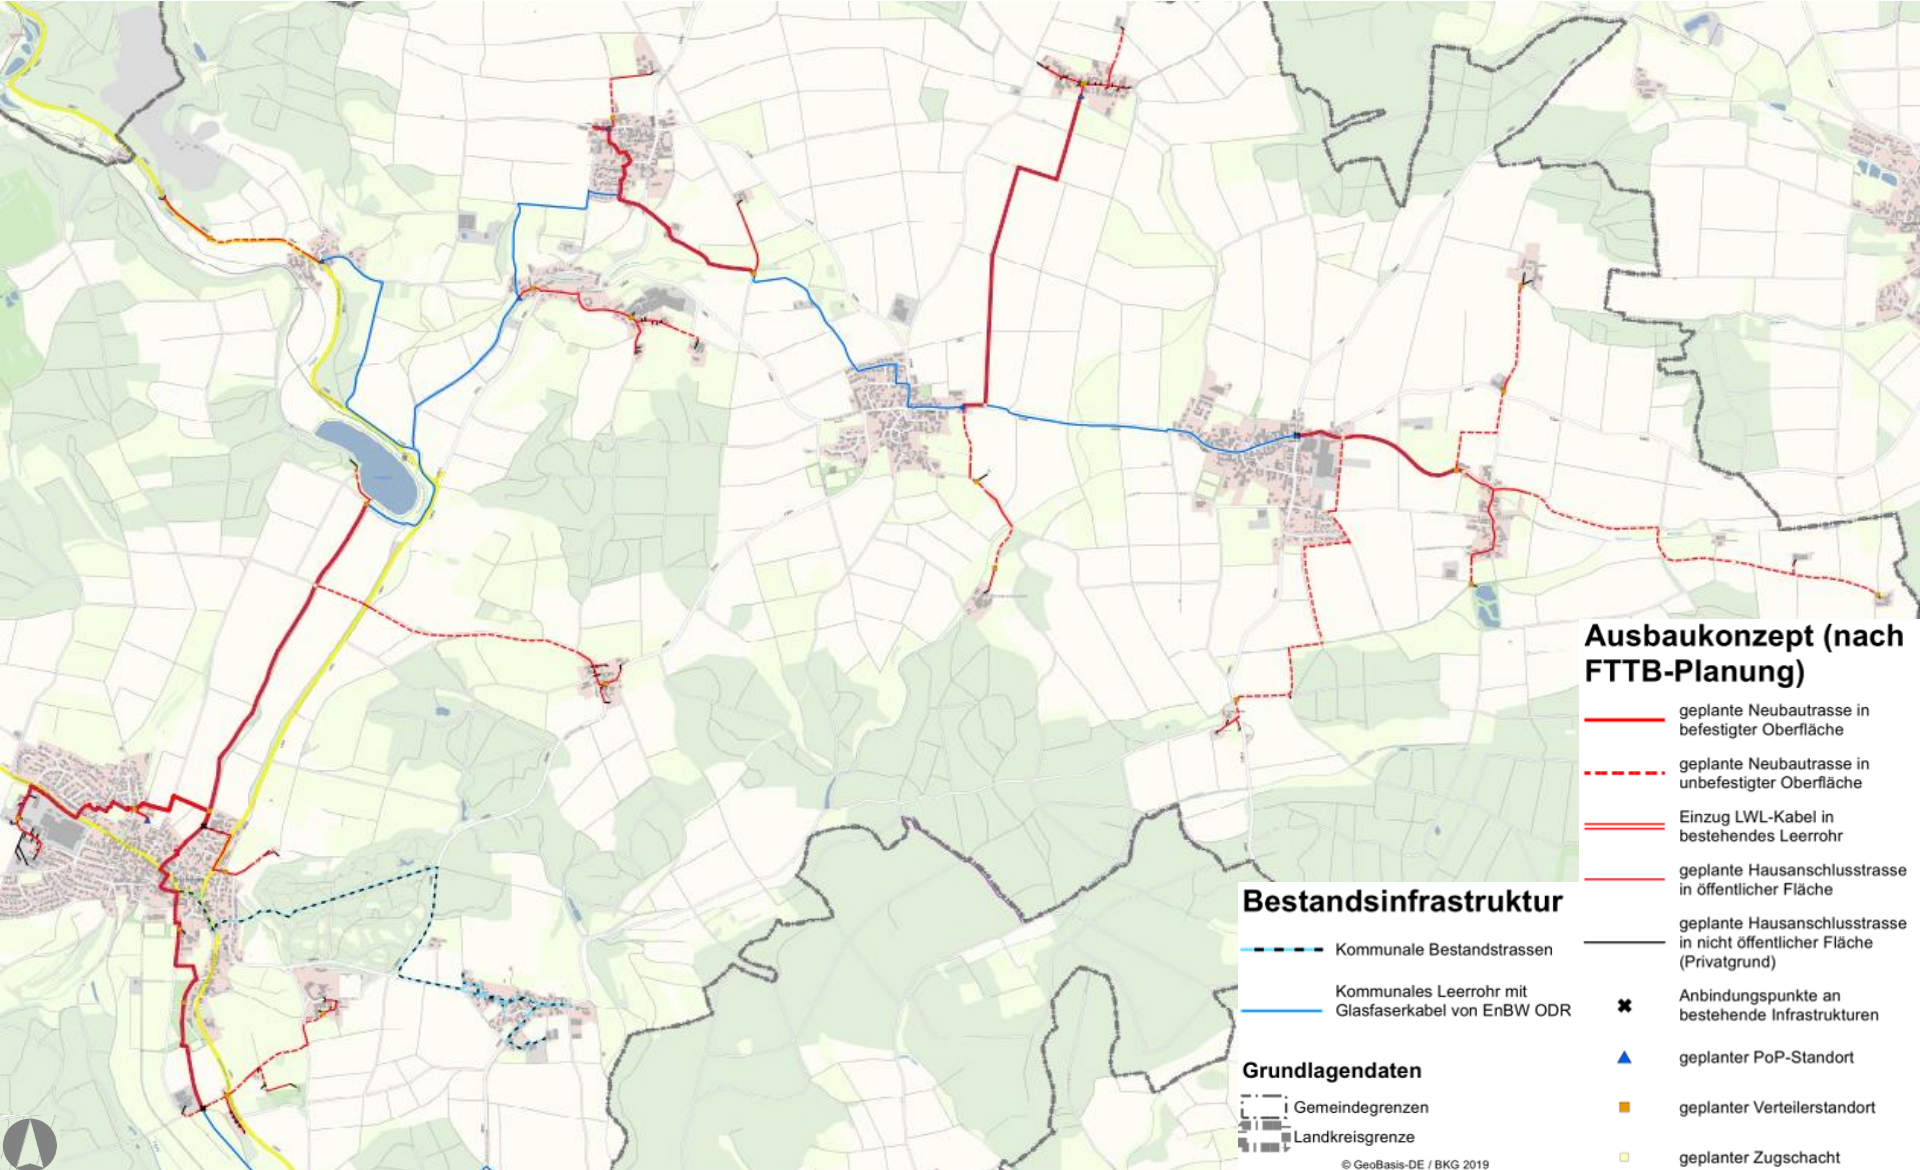 Ausbaukonzept (nach
FTTB-Planung)
geplante Neubautrasse in
befestigter Oberfläche
geplante Neubautrasse in
unbefestigter Oberfläche
Einzug LWL-Kabel in
bestehendes Leerrohr
geplante Hausanschlusstrasse
in öffentlicher Fläche
geplante Hausanschlusstrasse
in nicht öffentlicher Fläche
(Privatgrund)
Anbindungspunkte an
bestehende Infrastrukturen
geplanter PoP-Standort
geplanter Verteilerstandort
geplanter Zugschacht
Bestandsinfrastruktur
Kommunale Bestandstrassen
Kommunales Leerrohr mit
Glasfaserkabel von EnBW ODR
Grundlagendaten
Gemeindegrenzen
Landkreisgrenze
© GeoBasis-DE / BKG 2019